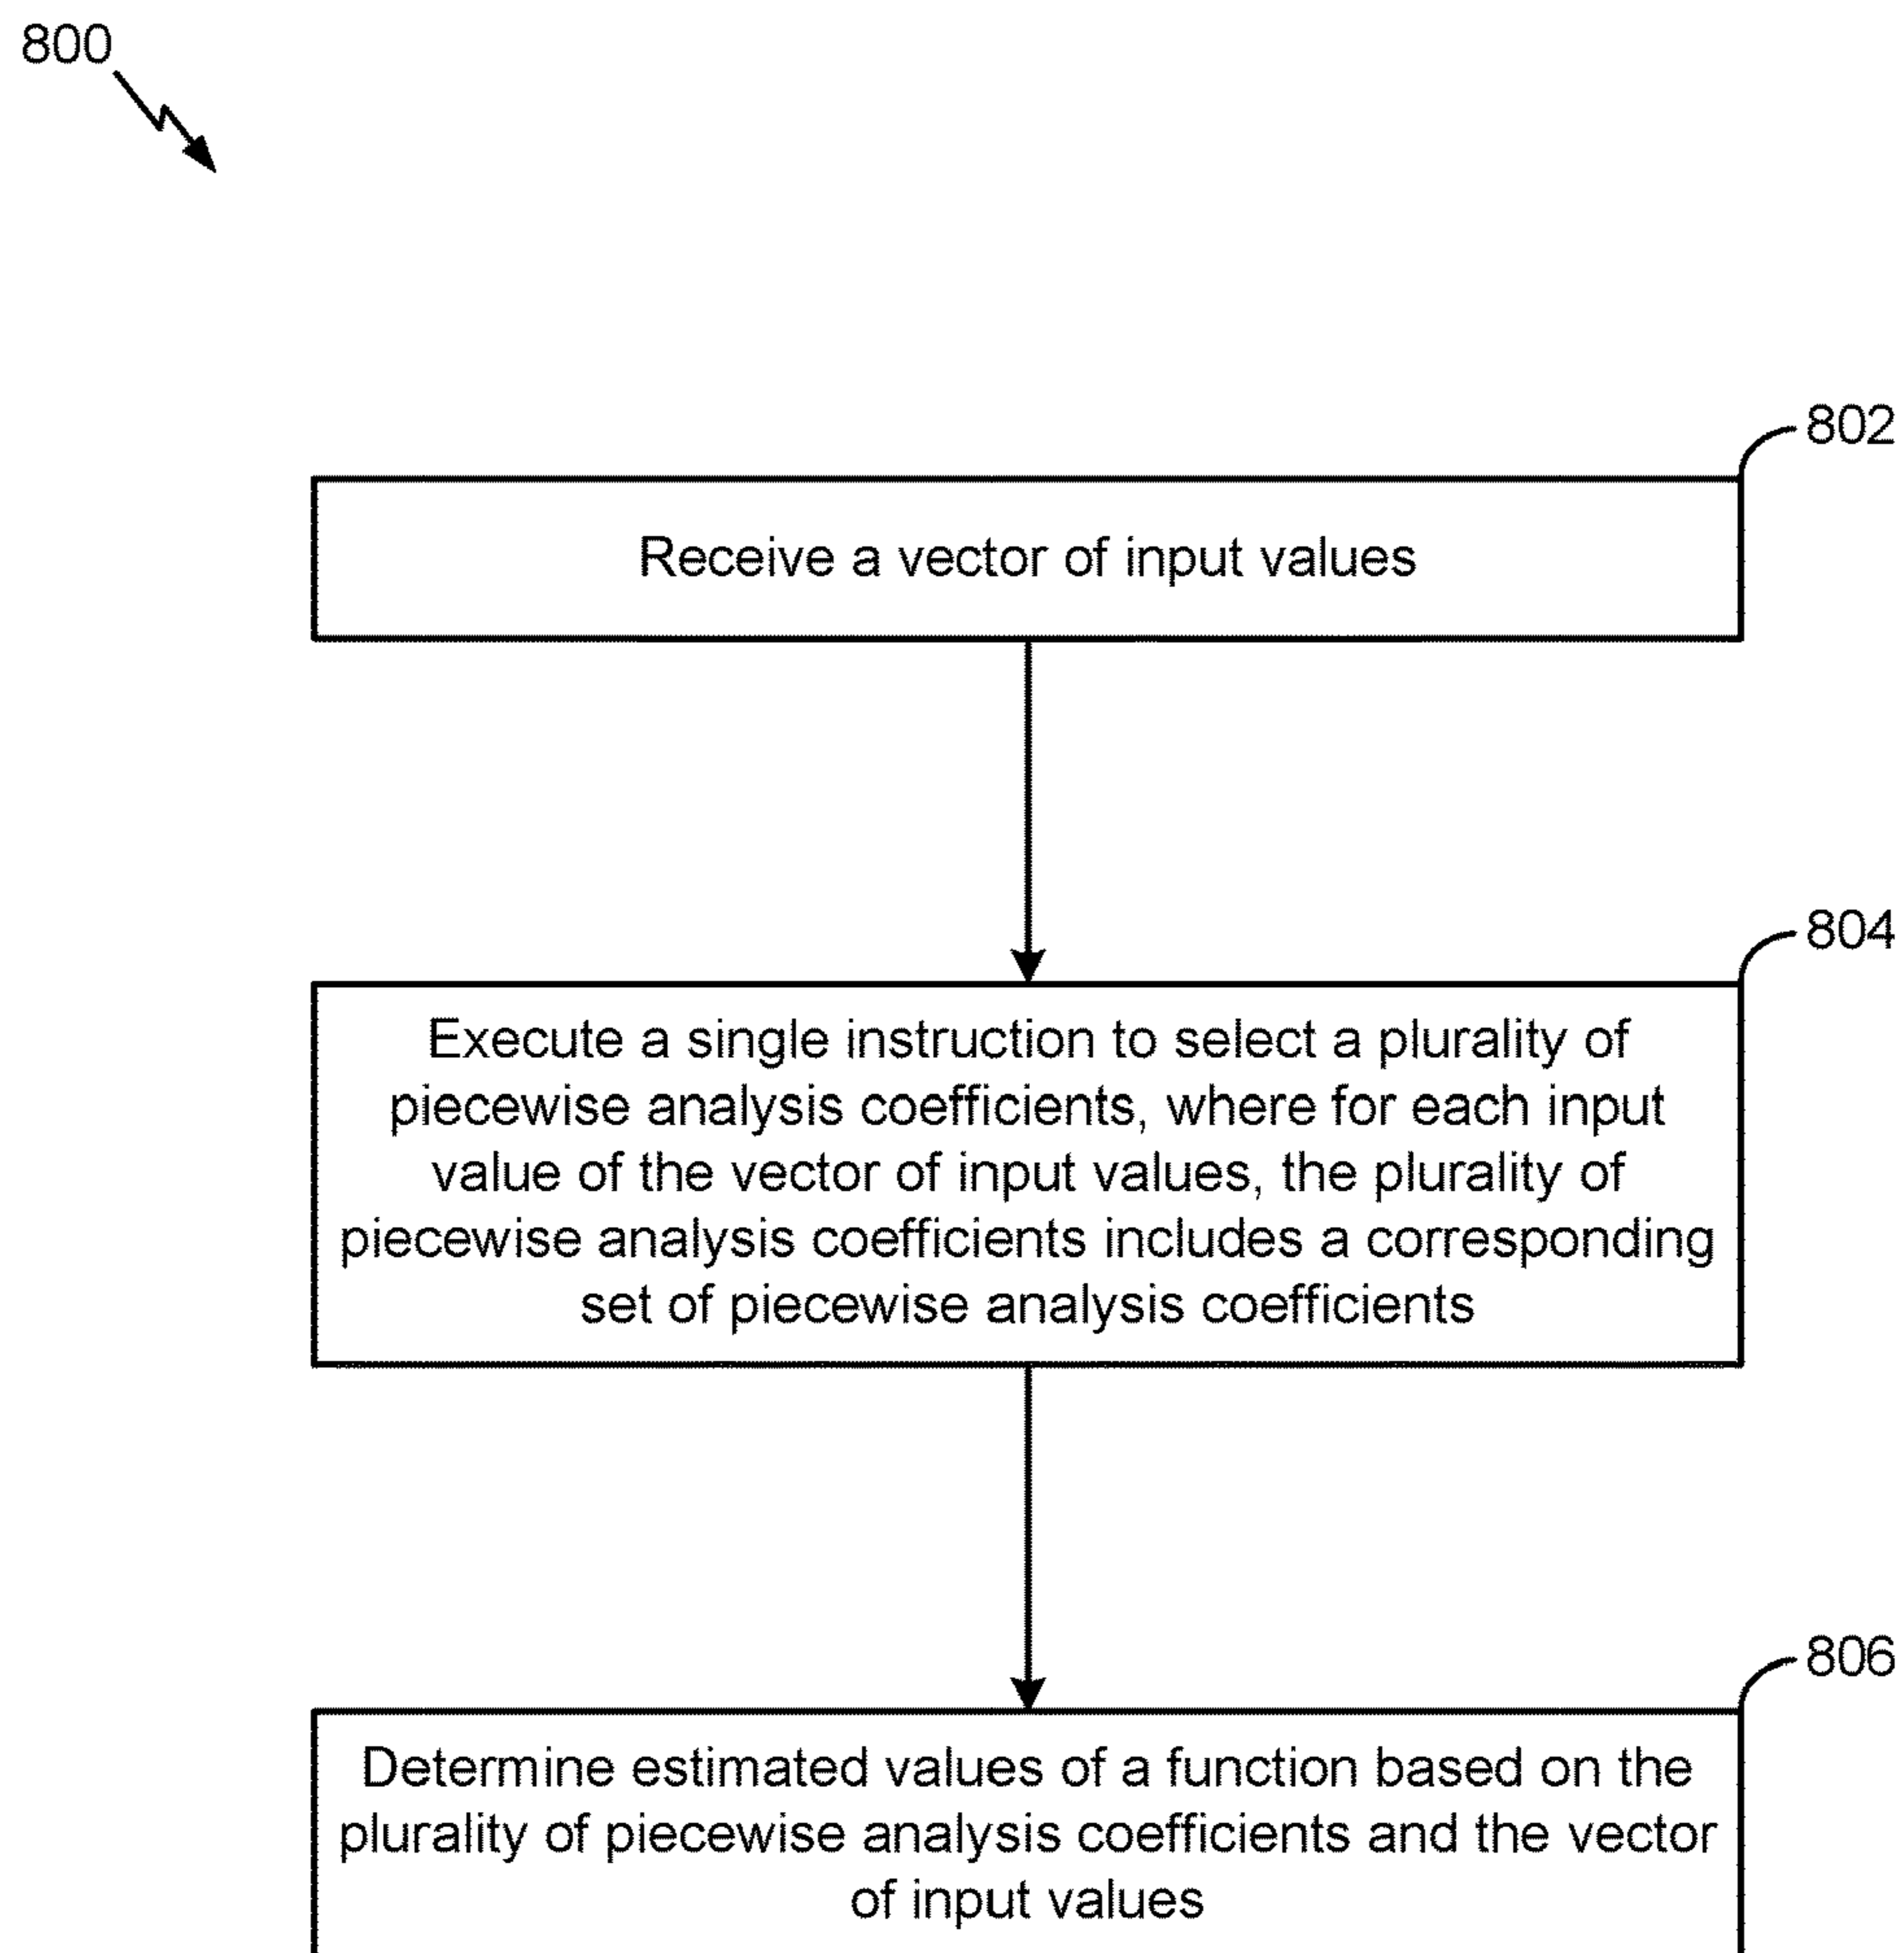 800
802
Receive a vector of input values
804
Execute a single instruction to select a plurality of
piecewise analysis coefficients, where for each input
value of the vector of input values, the plurality of
piecewise analysis coefficients includes a corresponding
set of piecewise analysis coefficients
806
Determine estimated values of a function based on the
plurality of piecewise analysis coefficients and the vector
of input values